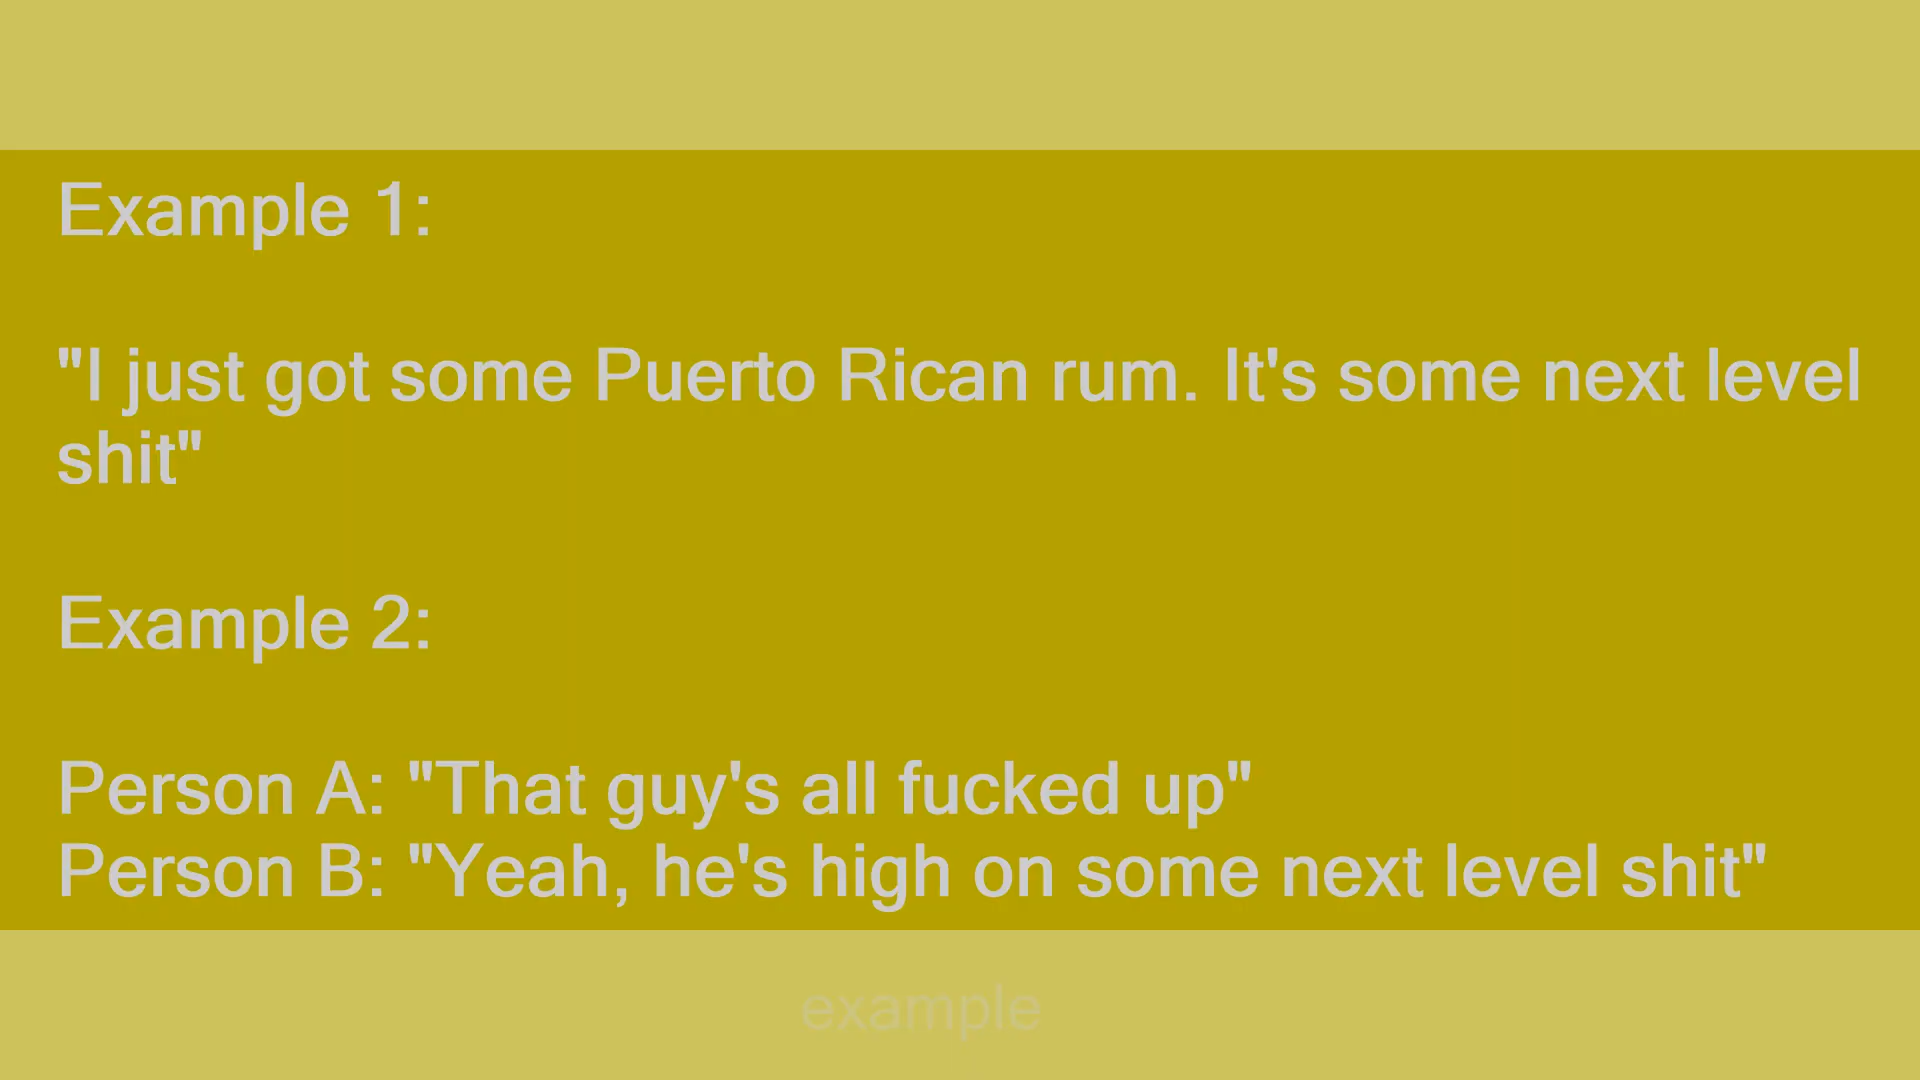 Example 1:
"I just got some Puerto Rican rum. It's some next level
shit"
Example 2:
Person A: "That guy's all fucked up"
Person B: "Yeah, he's high on some next level shit"
example